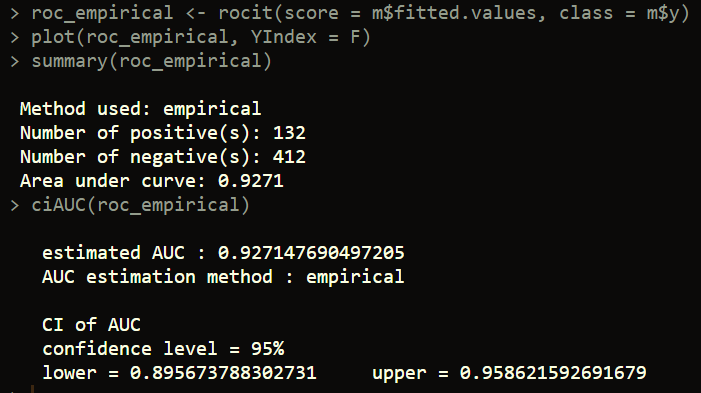 > roc_empirical <- rocit(score = m$fitted.values, class = m$y)
> plot(roc_empirical, YIndex = F)
> summary(roc_empirical)
Method used: empirical
Number of positive(s): 132
Number of negative(s): 412
Area under curve: 0.9271
> ciAUC(roc_empirical)
estimated AUC : 0.927147690497205
AUC estimation method : empirical
CI of AUC
confidence level = 95%
lower = 0.895673788302731     upper = 0.958621592691679